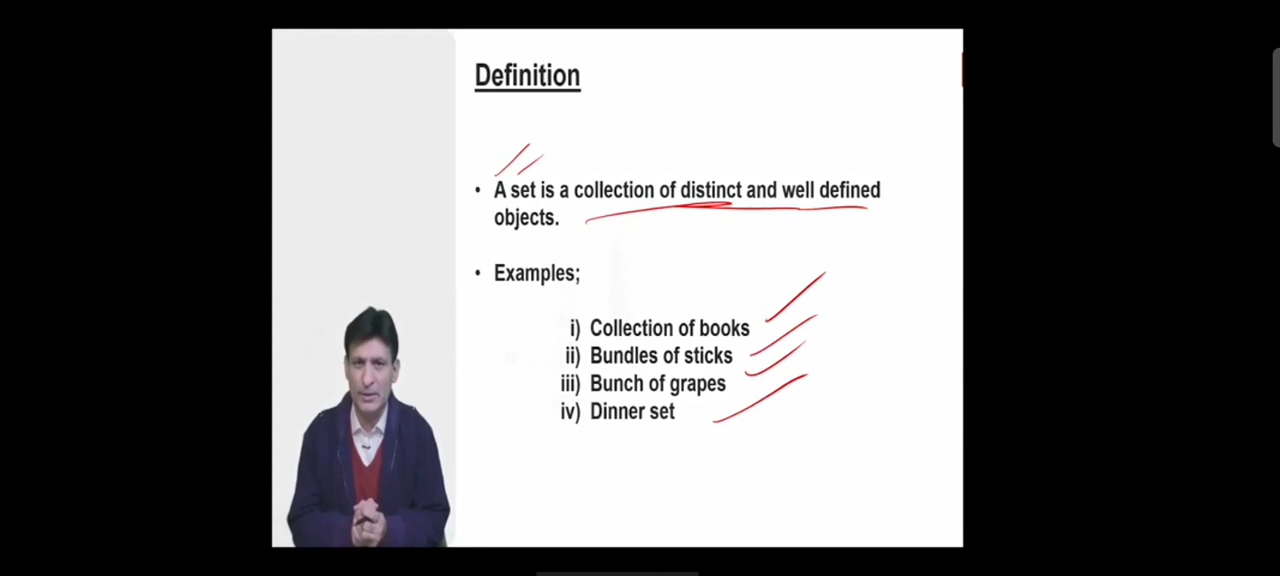 Definition
• A set is a collection of distinct and well defined
objects.
• Examples;
i) Collection of books
ii) Bundles of sticks
iii) Bunch of grapes
iv) Dinner set